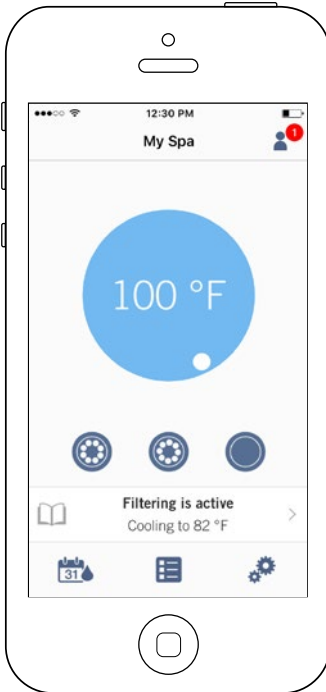 12:30 PM
My Spa
1
100 °F
Filtering is active
Cooling to 82 °F
31